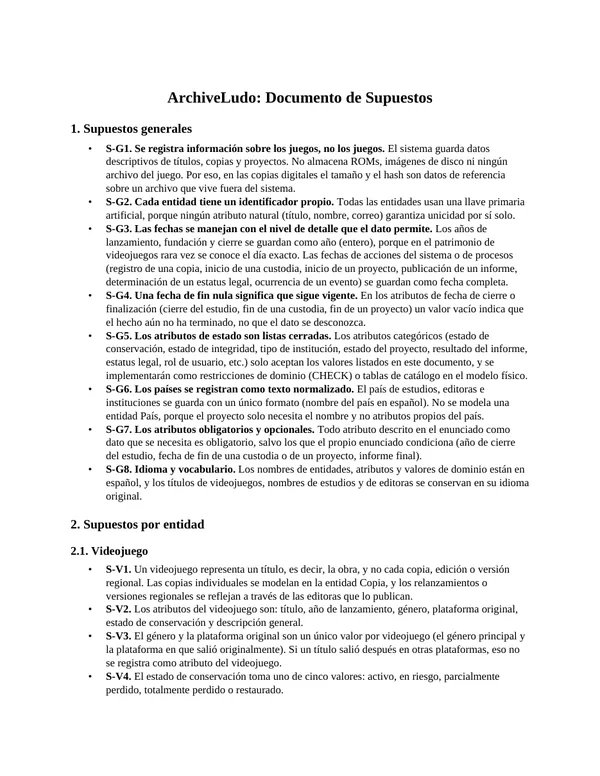 ArchiveLudo: Documento de Supuestos
1. Supuestos generales
• S-G1. Se registra información sobre los juegos, no los juegos. El sistema guarda datos
descriptivos de títulos, copias y proyectos. No almacena ROMs, imágenes de disco ni ningún
archivo del juego. Por eso, en las copias digitales el tamaño y el hash son datos de referencia
sobre un archivo que vive fuera del sistema.
• S-G2. Cada entidad tiene un identificador propio. Todas las entidades usan una llave primaria
artificial, porque ningún atributo natural (título, nombre, correo) garantiza unicidad por sí solo.
• S-G3. Las fechas se manejan con el nivel de detalle que el dato permite. Los años de
lanzamiento, fundación y cierre se guardan como año (entero), porque en el patrimonio de
videojuegos rara vez se conoce el día exacto. Las fechas de acciones del sistema o de procesos
(registro de una copia, inicio de una custodia, inicio de un proyecto, publicación de un informe,
determinación de un estatus legal, ocurrencia de un evento) se guardan como fecha completa.
• S-G4. Una fecha de fin nula significa que sigue vigente. En los atributos de fecha de cierre o
finalización (cierre del estudio, fin de una custodia, fin de un proyecto) un valor vacío indica que
el hecho aún no ha terminado, no que el dato se desconozca.
• S-G5. Los atributos de estado son listas cerradas. Los atributos categóricos (estado de
conservación, estado de integridad, tipo de institución, estado del proyecto, resultado del informe,
estatus legal, rol de usuario, etc.) solo aceptan los valores listados en este documento, y se
implementarán como restricciones de dominio (CHECK) o tablas de catálogo en el modelo físico.
• S-G6. Los países se registran como texto normalizado. El país de estudios, editoras e
instituciones se guarda con un único formato (nombre del país en español). No se modela una
entidad País, porque el proyecto solo necesita el nombre y no atributos propios del país.
• S-G7. Los atributos obligatorios y opcionales. Todo atributo descrito en el enunciado como
dato que se necesita es obligatorio, salvo los que el propio enunciado condiciona (año de cierre
del estudio, fecha de fin de una custodia o de un proyecto, informe final).
• S-G8. Idioma y vocabulario. Los nombres de entidades, atributos y valores de dominio están en
español, y los títulos de videojuegos, nombres de estudios y de editoras se conservan en su idioma
original.
2. Supuestos por entidad
2.1. Videojuego
• S-V1. Un videojuego representa un título, es decir, la obra, y no cada copia, edición o versión
regional. Las copias individuales se modelan en la entidad Copia, y los relanzamientos o
versiones regionales se reflejan a través de las editoras que lo publican.
• S-V2. Los atributos del videojuego son: título, año de lanzamiento, género, plataforma original,
estado de conservación y descripción general.
• S-V3. El género y la plataforma original son un único valor por videojuego (el género principal y
la plataforma en que salió originalmente). Si un título salió después en otras plataformas, eso no
se registra como atributo del videojuego.
• S-V4. El estado de conservación toma uno de cinco valores: activo, en riesgo, parcialmente
perdido, totalmente perdido o restaurado.